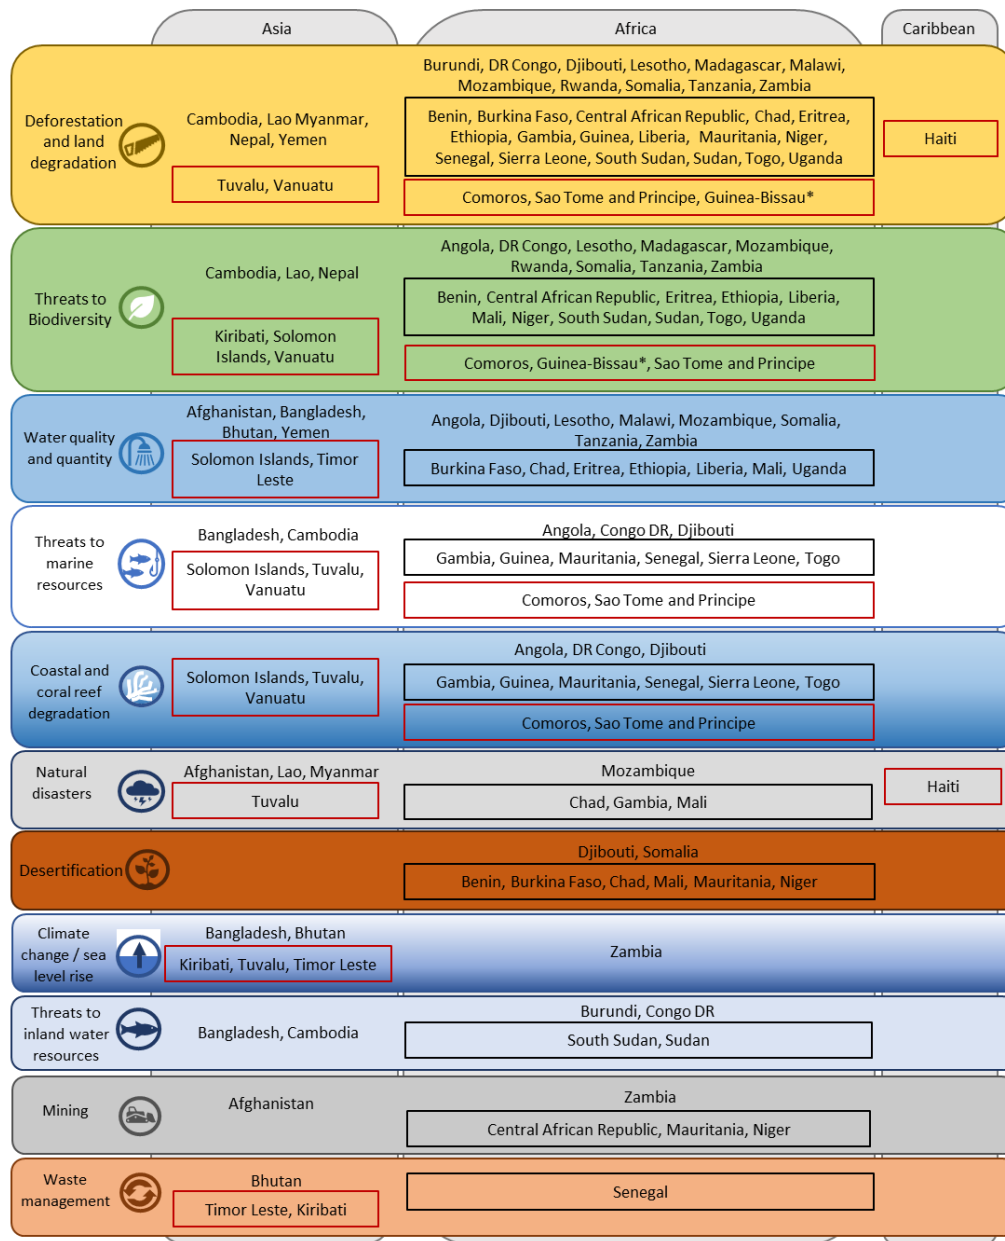 Asia
Africa
Caribbean
Deforestation
and land
degradation
Cambodia, Lao Myanmar,
Nepal, Yemen
Tuvalu, Vanuatu
Burundi, DR Congo, Djibouti, Lesotho, Madagascar, Malawi,
Mozambique, Rwanda, Somalia, Tanzania, Zambia
Benin, Burkina Faso, Central African Republic, Chad, Eritrea,
Ethiopia, Gambia, Guinea, Liberia, Mauritania, Niger,
Senegal, Sierra Leone, South Sudan, Sudan, Togo, Uganda
Comoros, Sao Tome and Principe, Guinea-Bissau*
Haiti
Threats to
Biodiversity
Cambodia, Lao, Nepal
Kiribati, Solomon
Islands, Vanuatu
Angola, DR Congo, Lesotho, Madagascar, Mozambique,
Rwanda, Somalia, Tanzania, Zambia
Benin, Central African Republic, Eritrea, Ethiopia, Liberia,
Mali, Niger, South Sudan, Sudan, Togo, Uganda
Comoros, Guinea-Bissau*, Sao Tome and Principe
Water quality
and quantity
Afghanistan, Bangladesh,
Bhutan, Yemen
Solomon Islands, Timor
Leste
Angola, Djibouti, Lesotho, Malawi, Mozambique, Somalia,
Tanzania, Zambia
Burkina Faso, Chad, Eritrea, Ethiopia, Liberia, Mali, Uganda
Threats to
marine
resources
Bangladesh, Cambodia
Solomon Islands, Tuvalu,
Vanuatu
Angola, Congo DR, Djibouti
Gambia, Guinea, Mauritania, Senegal, Sierra Leone, Togo
Comoros, Sao Tome and Principe
Coastal and
coral reef
degradation
Solomon Islands, Tuvalu,
Vanuatu
Angola, DR Congo, Djibouti
Gambia, Guinea, Mauritania, Senegal, Sierra Leone, Togo
Comoros, Sao Tome and Principe
Natural
disasters
Afghanistan, Lao, Myanmar
Tuvalu
Mozambique
Chad, Gambia, Mali
Haiti
Desertification
Djibouti, Somalia
Benin, Burkina Faso, Chad, Mali, Mauritania, Niger
Climate
change / sea
level rise
Bangladesh, Bhutan
Kiribati, Tuvalu, Timor Leste
Zambia
Threats to
inland water
resources
Bangladesh, Cambodia
Burundi, Congo DR
South Sudan, Sudan
Mining
Afghanistan
Zambia
Central African Republic, Mauritania, Niger
Waste
management
Bhutan
Timor Leste, Kiribati
Senegal